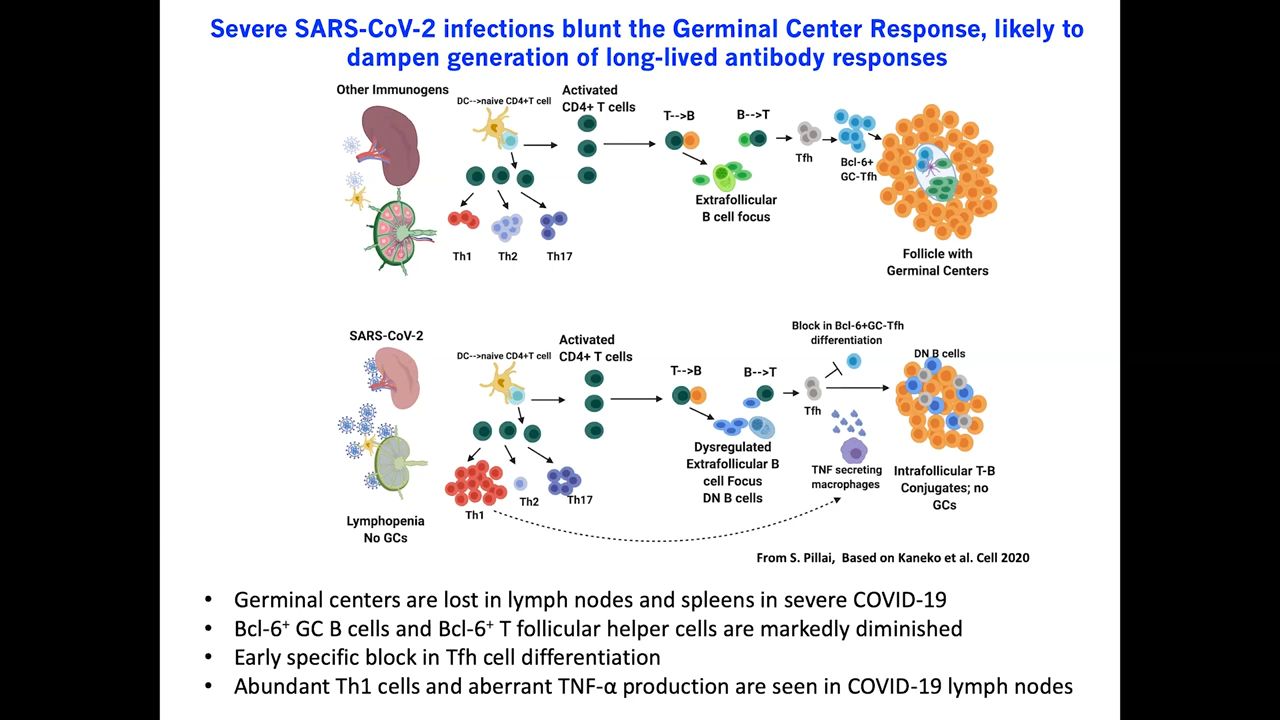 Severe SARS-CoV-2 infections blunt the Germinal Center Response, likely to
dampen generation of long-lived antibody responses
Other Immunogens
DC-->naive CD4+T cell
Activated
CD4+ T cells
T-->B
B-->T
Tfh
Bcl-6+
GC-Tfh
Extrafollicular
B cell focus
Th1
Th2
Th17
Follicle with
Germinal Centers
SARS-CoV-2
DC-->naive CD4+T cell
Activated
CD4+ T cells
T-->B
B-->T
Block in Bcl-6+GC-Tfh
differentiation
DN B cells
Tfh
Dysregulated
Extrafollicular B
cell Focus
DN B cells
TNF secreting
macrophages
Intrafollicular T-B
Conjugates; no
GCs
Th1
Th2
Th17
Lymphopenia
No GCs
From S. Pillai, Based on Kaneko et al. Cell 2020
• Germinal centers are lost in lymph nodes and spleens in severe COVID-19
• Bcl-6⁺ GC B cells and Bcl-6⁺ T follicular helper cells are markedly diminished
• Early specific block in Tfh cell differentiation
• Abundant Th1 cells and aberrant TNF-α production are seen in COVID-19 lymph nodes